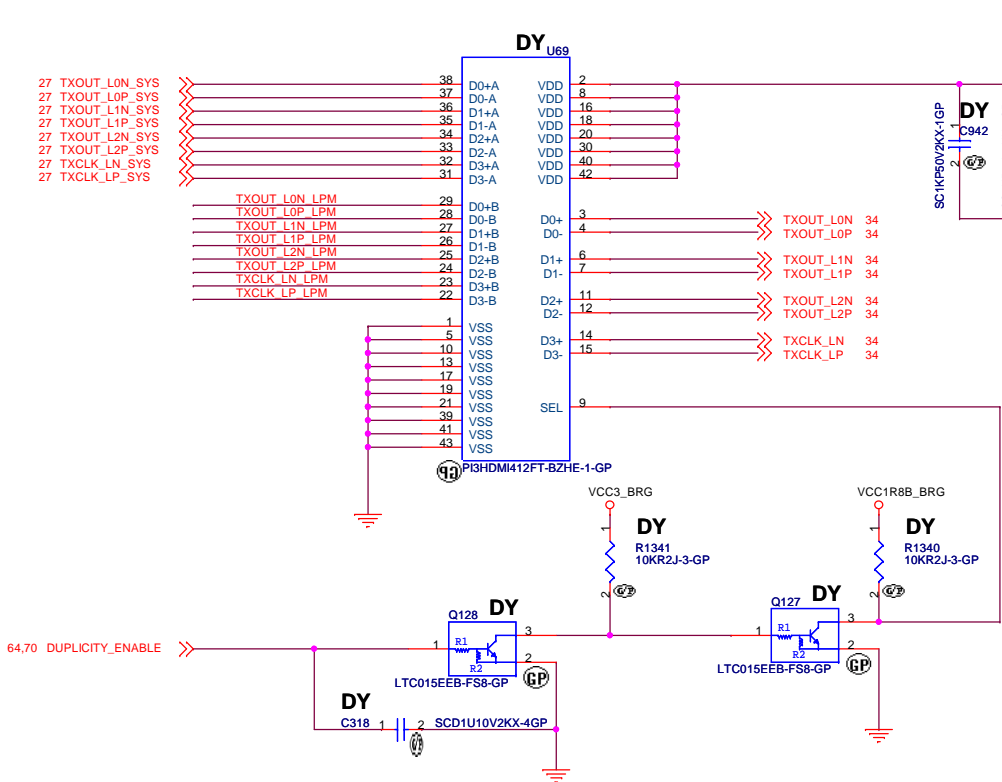 DY
U69
27 TXOUT_L0N_SYS 38 D0+A
27 TXOUT_L0P_SYS 37 D0-A
27 TXOUT_L1N_SYS 36 D1+A
27 TXOUT_L1P_SYS 35 D1-A
27 TXOUT_L2N_SYS 34 D2+A
27 TXOUT_L2P_SYS 33 D2-A
27 TXCLK_LN_SYS 32 D3+A
27 TXCLK_LP_SYS 31 D3-A
TXOUT_L0N_LPM 29 D0+B
TXOUT_L0P_LPM 28 D0-B
TXOUT_L1N_LPM 27 D1+B
TXOUT_L1P_LPM 26 D1-B
TXOUT_L2N_LPM 25 D2+B
TXOUT_L2P_LPM 24 D2-B
TXCLK_LN_LPM 23 D3+B
TXCLK_LP_LPM 22 D3-B
1 VSS
5 VSS
10 VSS
13 VSS
17 VSS
19 VSS
21 VSS
39 VSS
41 VSS
43 VSS
VDD 2
VDD 8
VDD 16
VDD 18
VDD 20
VDD 30
VDD 40
VDD 42
D0+ 3 TXOUT_L0N 34
D0- 4 TXOUT_L0P 34
D1+ 6 TXOUT_L1N 34
D1- 7 TXOUT_L1P 34
D2+ 11 TXOUT_L2N 34
D2- 12 TXOUT_L2P 34
D3+ 14 TXCLK_LN 34
D3- 15 TXCLK_LP 34
SEL 9
GP
PI3HDMI412FT-BZHE-1-GP
SC1KP50V2KX-1GP
DY
1
C942
2
GP
VCC3_BRG
1
DY
R1341
10KR2J-3-GP
2
GP
VCC1R8B_BRG
1
DY
R1340
10KR2J-3-GP
2
GP
64,70 DUPLICITY_ENABLE
Q128
DY
1
R1
R2
3
2
GP
LTC015EEB-FS8-GP
DY
C318 1 2 SCD1U10V2KX-4GP
GP
Q127
DY
1
R1
R2
3
2
GP
LTC015EEB-FS8-GP